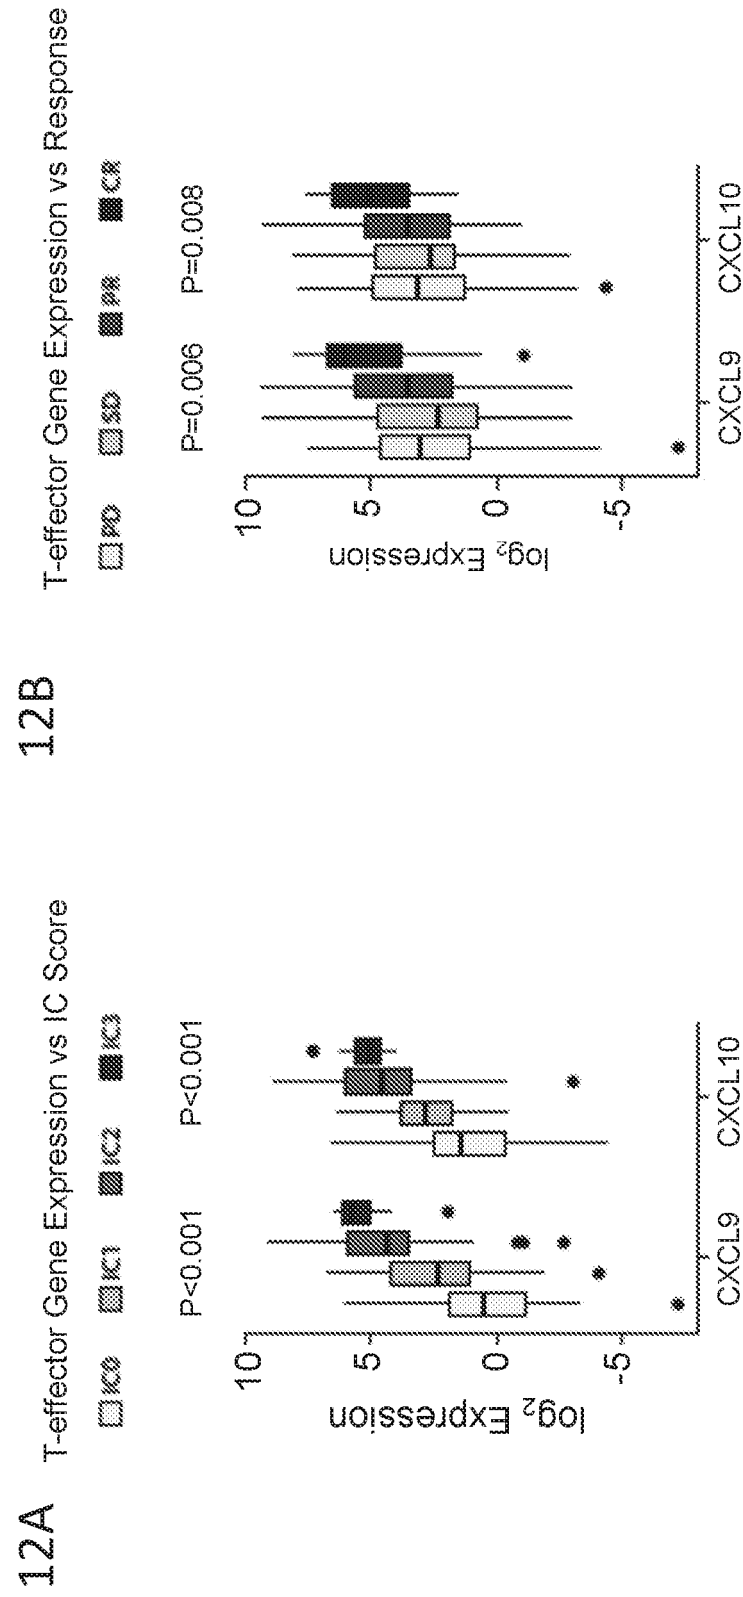 12A
T-effector Gene Expression vs IC Score
IC0 IC1 IC2 IC3
P<0.001 P<0.001
10
5
0
-5
log2 Expression
CXCL9 CXCL10
12B
T-effector Gene Expression vs Response
PD SD PR CR
P=0.006 P=0.008
10
5
0
-5
log2 Expression
CXCL9 CXCL10